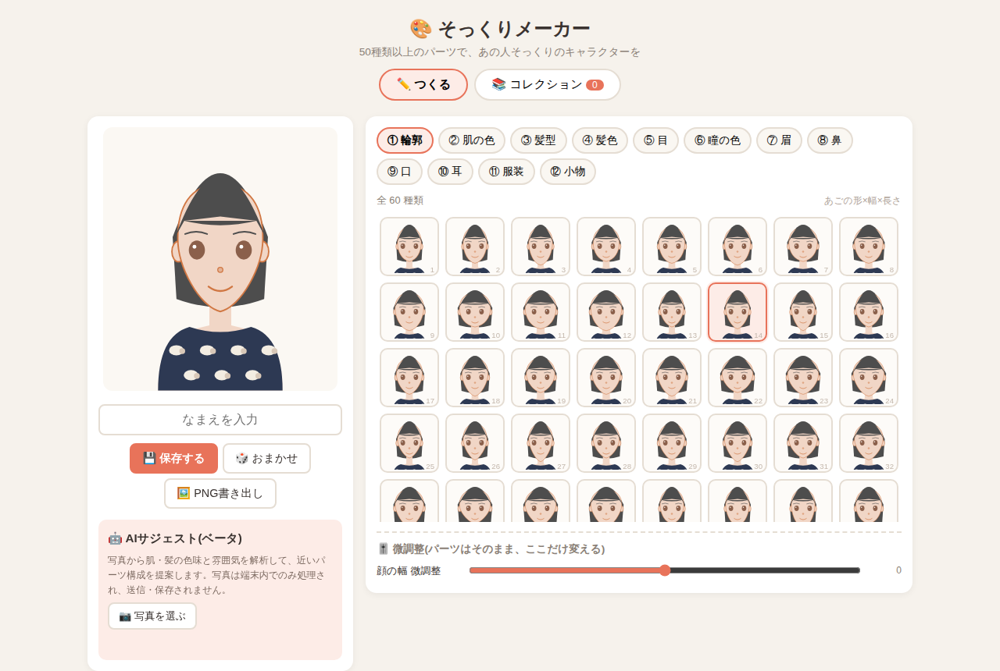 🎨 そっくりメーカー
50種類以上のパーツで、あの人そっくりのキャラクターを
✏️ つくる
📚 コレクション 0
なまえを入力
💾 保存する
🎲 おまかせ
🖼️ PNG書き出し
🤖 AIサジェスト(ベータ)
写真から肌・髪の色味と雰囲気を解析して、近いパ
ーツ構成を提案します。写真は端末内でのみ処理さ
れ、送信・保存されません。
📷 写真を選ぶ
① 輪郭
② 肌の色
③ 髪型
④ 髪色
⑤ 目
⑥ 瞳の色
⑦ 眉
⑧ 鼻
⑨ 口
⑩ 耳
⑪ 服装
⑫ 小物
全 60 種類
あごの形×幅×長さ
1 2 3 4 5 6 7 8
9 10 11 12 13 14 15 16
17 18 19 20 21 22 23 24
25 26 27 28 29 30 31 32
🎚️ 微調整(パーツはそのまま、ここだけ変える)
顔の幅 微調整
0